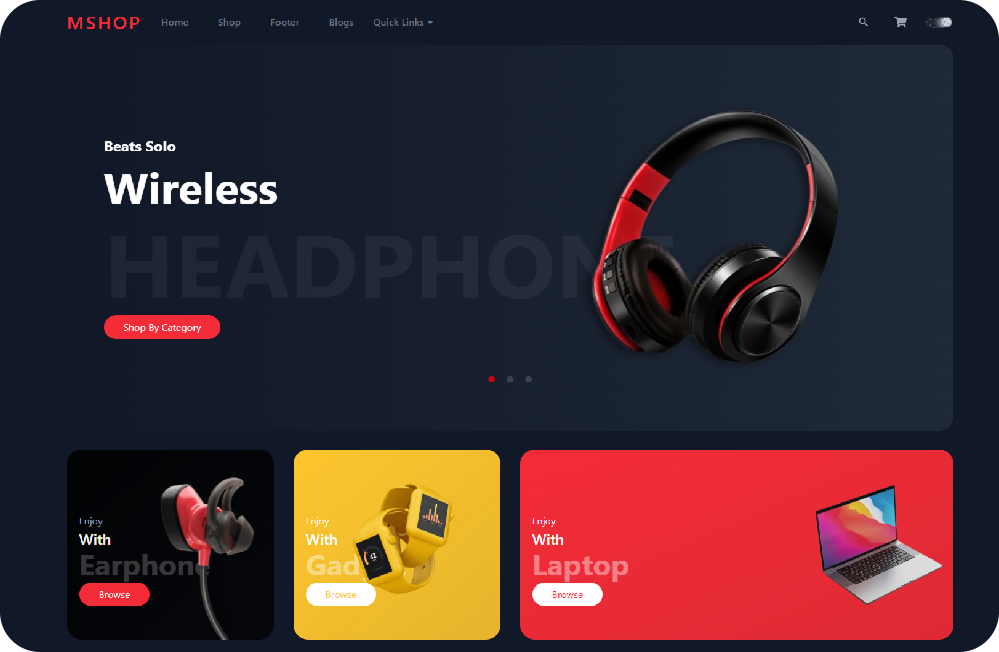 MSHOP Home Shop Footer Blogs Quick Links
Beats Solo
Wireless
HEADPHONE
Shop By Category
Enjoy
With
Earphone
Browse
Enjoy
With
Gad
Browse
Enjoy
With
Laptop
Browse